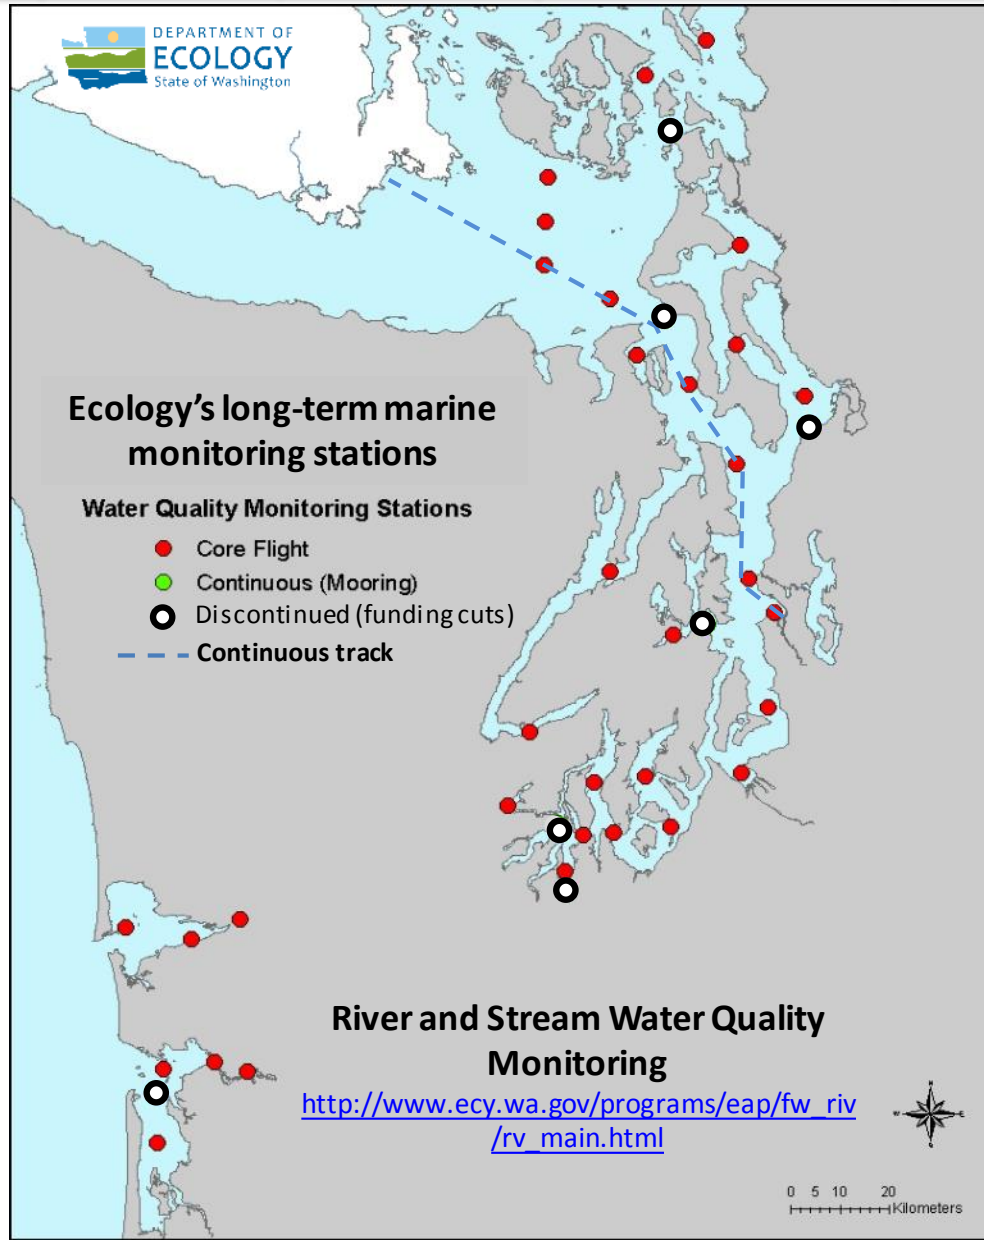 DEPARTMENT OF
ECOLOGY
State of Washington
Ecology’s long-term marine
monitoring stations
Water Quality Monitoring Stations
Core Flight
Continuous (Mooring)
Discontinued (funding cuts)
Continuous track
River and Stream Water Quality
Monitoring
http://www.ecy.wa.gov/programs/eap/fw_riv
/rv_main.html
N
W E
S
0 5 10 20
Kilometers